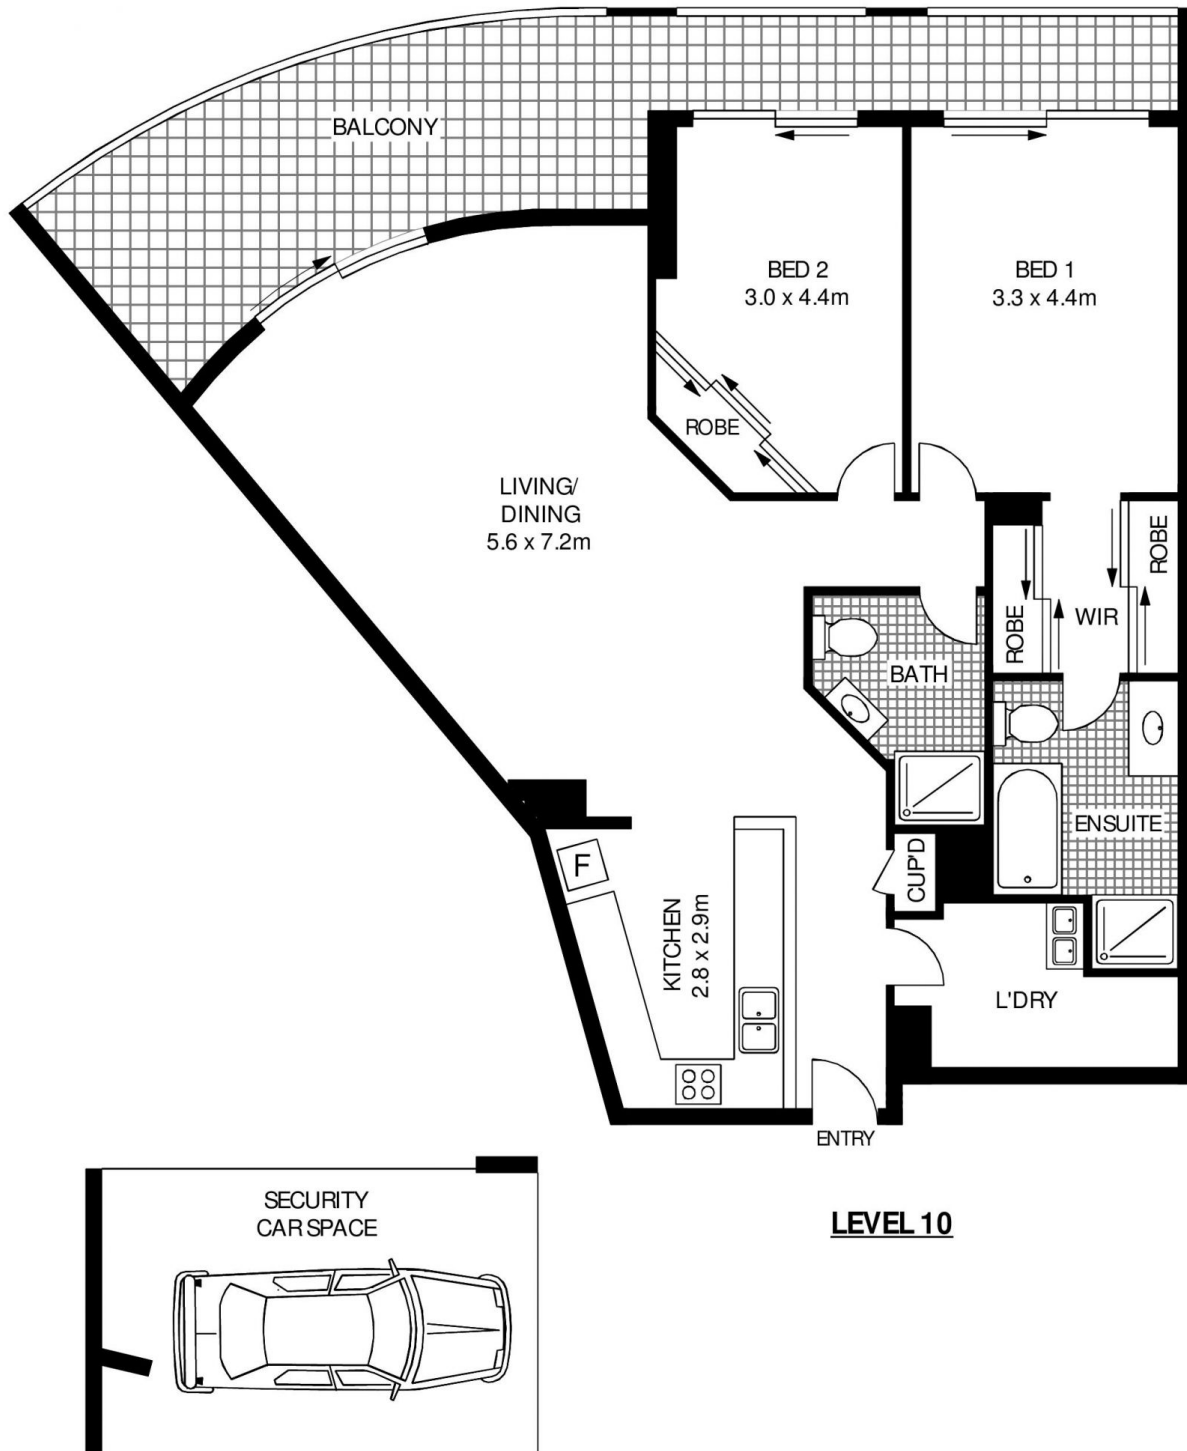 BALCONY
BED 2
3.0 x 4.4m
BED 1
3.3 x 4.4m
ROBE
LIVING/
DINING
5.6 x 7.2m
ROBE
ROBE
WIR
BATH
ENSUITE
F
CUP'D
KITCHEN
2.8 x 2.9m
L'DRY
ENTRY
SECURITY
CAR SPACE
LEVEL 10